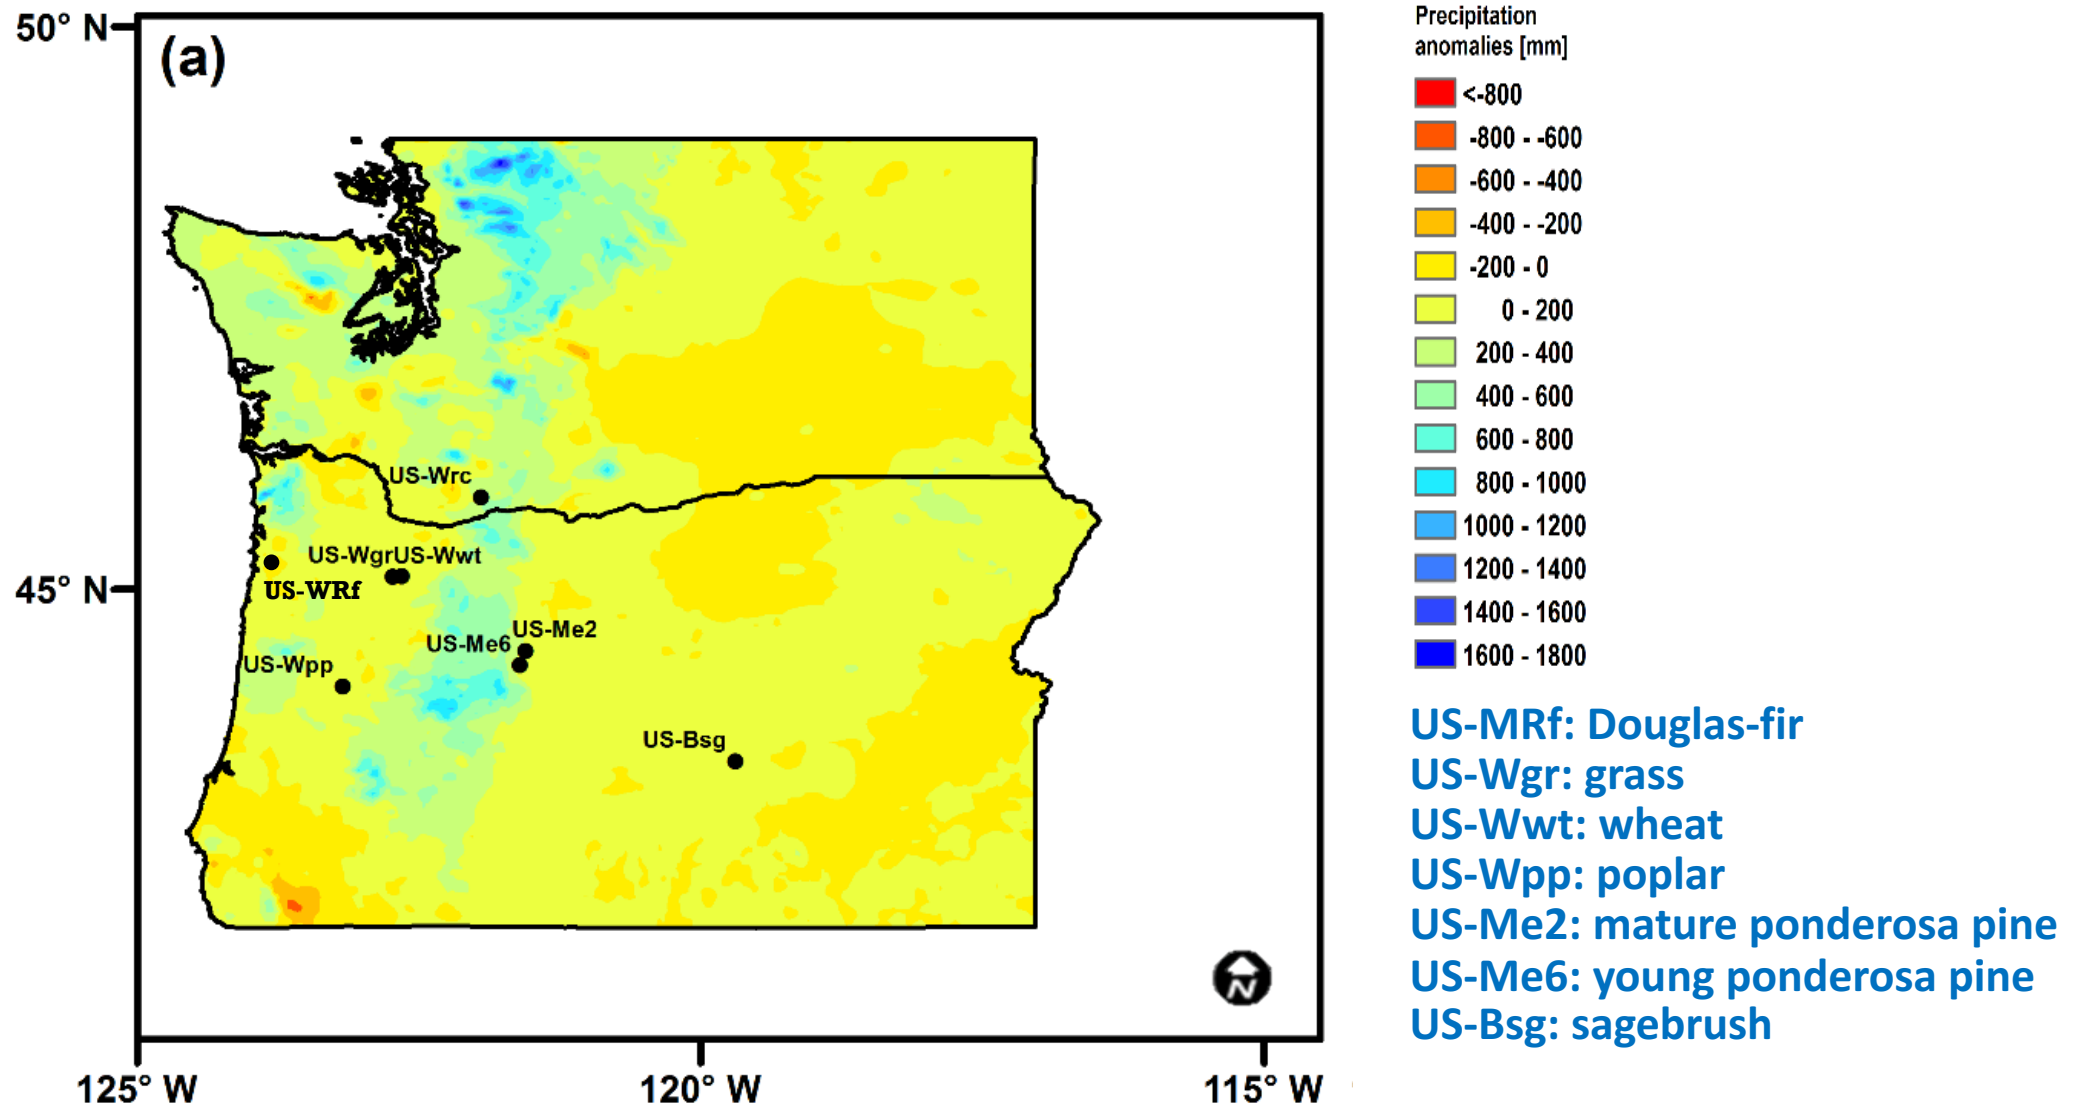 50° N
(a)
US-Wrc
US-WgrUS-Wwt
US-WRf
45° N
US-Me2
US-Me6
US-Wpp
US-Bsg
N
125° W
120° W
115° W
Precipitation
anomalies [mm]
<-800
-800 - -600
-600 - -400
-400 - -200
-200 - 0
0 - 200
200 - 400
400 - 600
600 - 800
800 - 1000
1000 - 1200
1200 - 1400
1400 - 1600
1600 - 1800
US-MRf: Douglas-fir
US-Wgr: grass
US-Wwt: wheat
US-Wpp: poplar
US-Me2: mature ponderosa pine
US-Me6: young ponderosa pine
US-Bsg: sagebrush